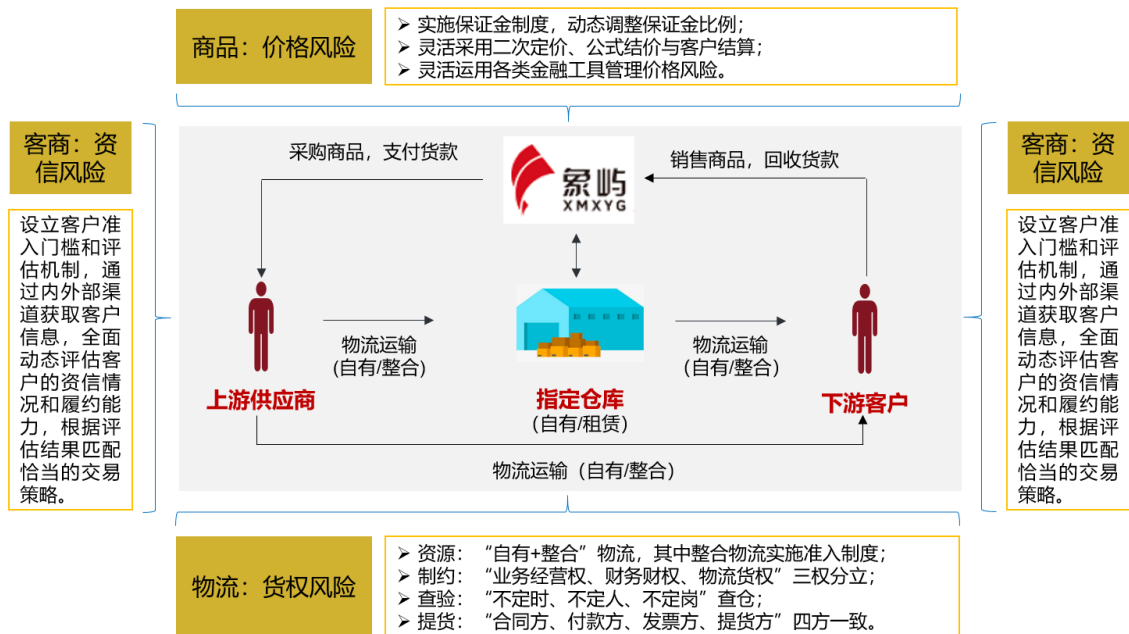 商品：价格风险
➢ 实施保证金制度，动态调整保证金比例；
➢ 灵活采用二次定价、公式结价与客户结算；
➢ 灵活运用各类金融工具管理价格风险。
客商：资
信风险
设立客户准
入门槛和评
估机制，通
过内外部渠
道获取客户
信息，全面
动态评估客
户的资信情
况和履约能
力，根据评
估结果匹配
恰当的交易
策略。
采购商品，支付货款
象屿
XMXYG
销售商品，回收货款
物流运输
(自有/整合)
物流运输
(自有/整合)
上游供应商
指定仓库
(自有/租赁)
下游客户
物流运输（自有/整合）
客商：资
信风险
设立客户准
入门槛和评
估机制，通
过内外部渠
道获取客户
信息，全面
动态评估客
户的资信情
况和履约能
力，根据评
估结果匹配
恰当的交易
策略。
物流：货权风险
➢ 资源：“自有+整合”物流，其中整合物流实施准入制度；
➢ 制约：“业务经营权、财务财权、物流货权”三权分立；
➢ 查验：“不定时、不定人、不定岗”查仓；
➢ 提货：“合同方、付款方、发票方、提货方”四方一致。